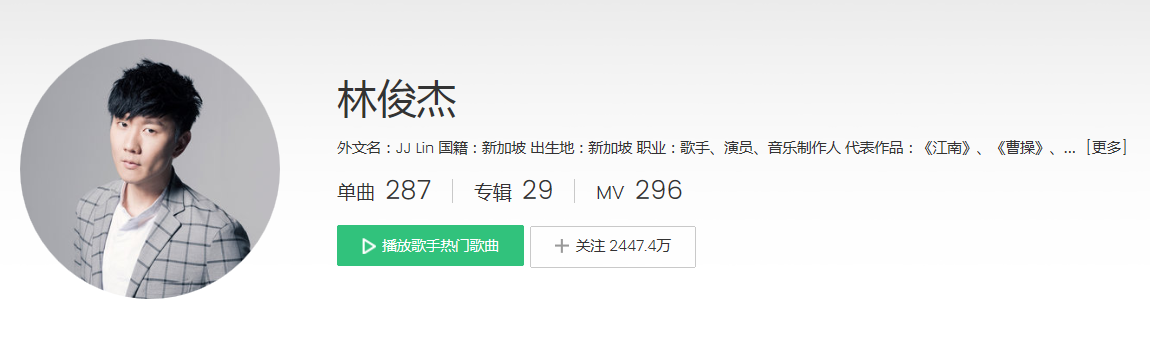 林俊杰
外文名：JJ Lin 国籍：新加坡 出生地：新加坡 职业：歌手、演员、音乐制作人 代表作品：《江南》、《曹操》、... [更多]
单曲 287 专辑 29 MV 296
播放歌手热门歌曲 关注 2447.4万